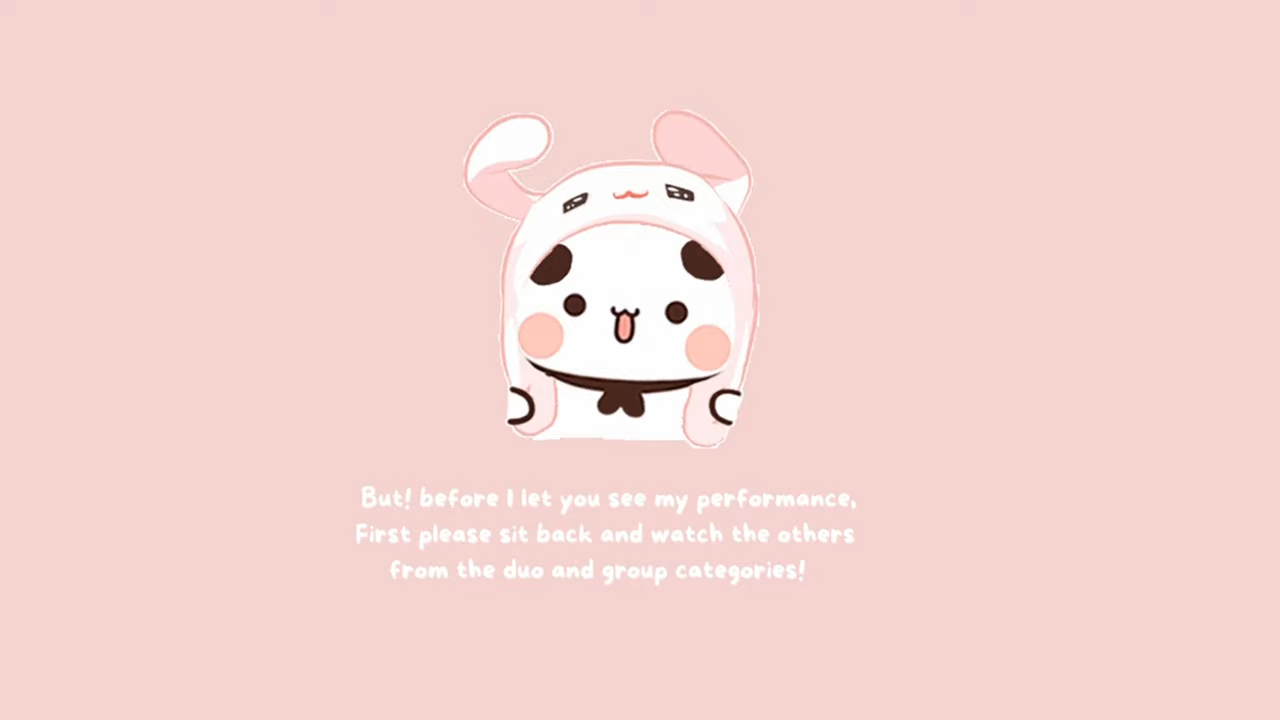 But! before I let you see my performance,
First please sit back and watch the others
from the duo and group categories!